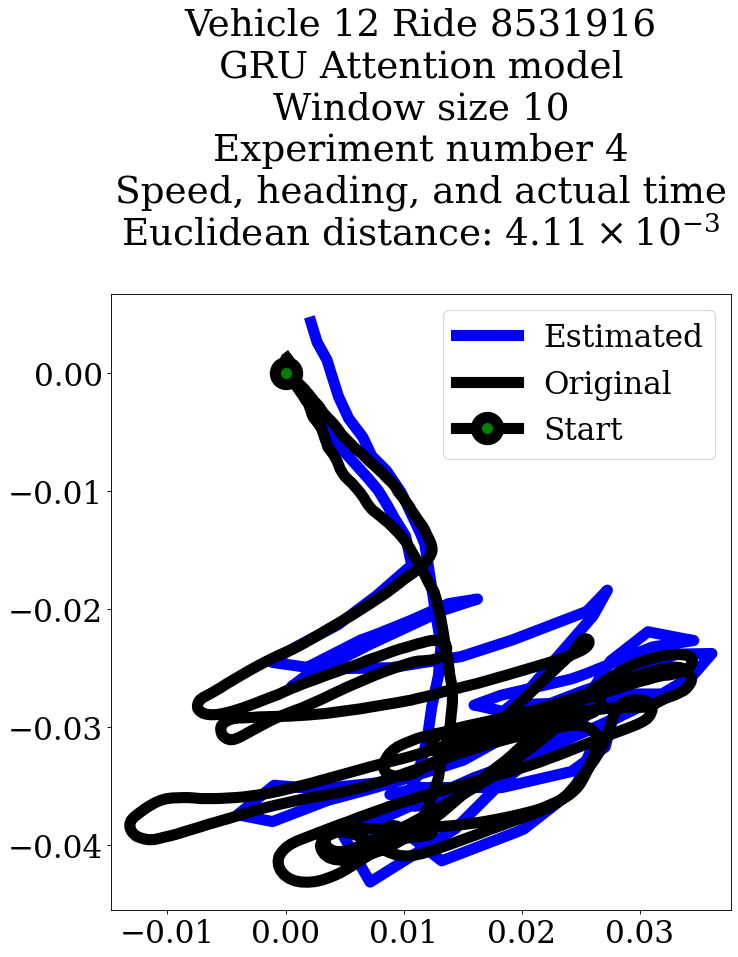 Vehicle 12 Ride 8531916
GRU Attention model
Window size 10
Experiment number 4
Speed, heading, and actual time
Euclidean distance: 4.11 × 10⁻³
Estimated
Original
Start
0.00
−0.01
−0.02
−0.03
−0.04
−0.01 0.00 0.01 0.02 0.03